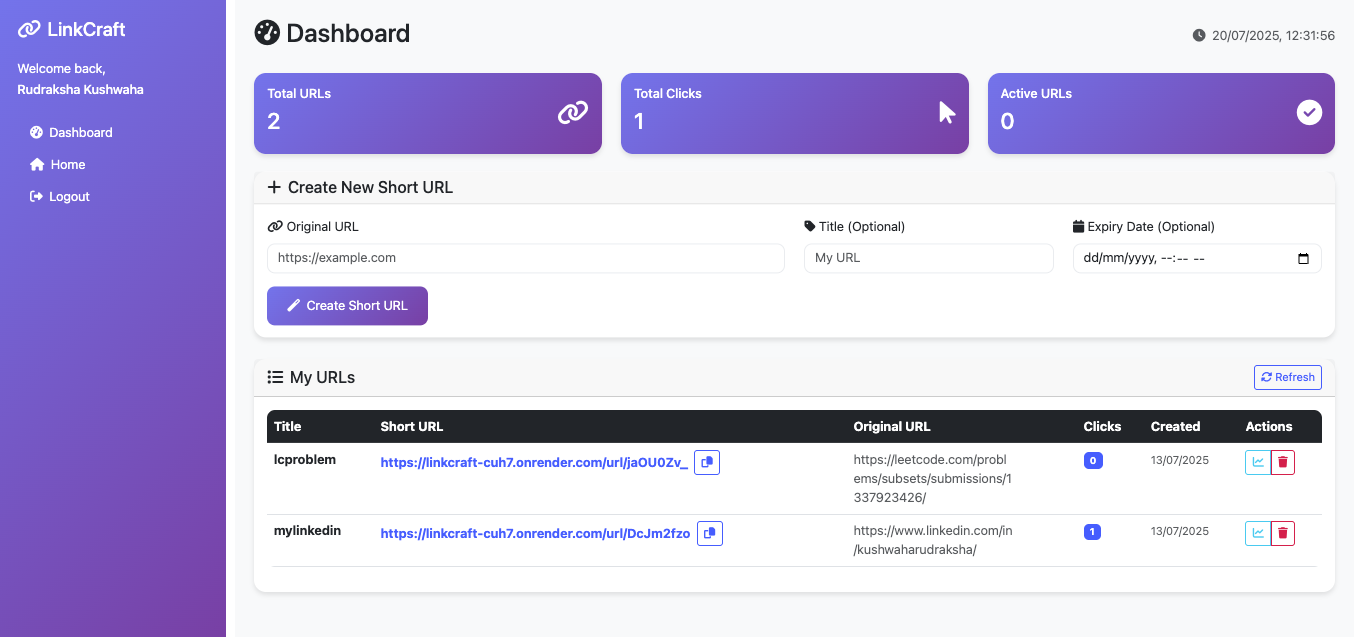 LinkCraft
Welcome back,
Rudraksha Kushwaha
Dashboard
Home
Logout
Dashboard
20/07/2025, 12:31:56
Total URLs
2
Total Clicks
1
Active URLs
0
Create New Short URL
Original URL
https://example.com
Title (Optional)
My URL
Expiry Date (Optional)
dd/mm/yyyy, --:-- --
Create Short URL
My URLs
Refresh
Title Short URL Original URL Clicks Created Actions
lcproblem https://linkcraft-cuh7.onrender.com/url/jaOU0Zv_ https://leetcode.com/probl 0 13/07/2025
ems/subsets/submissions/1
337923426/
mylinkedin https://linkcraft-cuh7.onrender.com/url/DcJm2fzo https://www.linkedin.com/in 1 13/07/2025
/kushwaharudraksha/